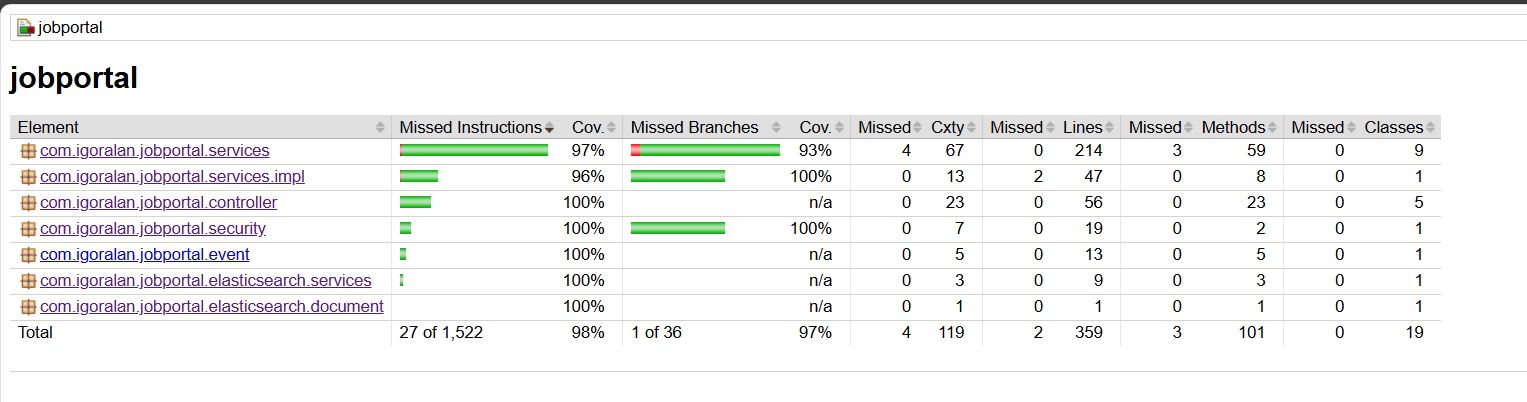 jobportal
jobportal
Element Missed Instructions Cov. Missed Branches Cov. Missed Cxty Missed Lines Missed Methods Missed Classes
com.igoralan.jobportal.services 97% 93% 4 67 0 214 3 59 0 9
com.igoralan.jobportal.services.impl 96% 100% 0 13 2 47 0 8 0 1
com.igoralan.jobportal.controller 100% n/a 0 23 0 56 0 23 0 5
com.igoralan.jobportal.security 100% 100% 0 7 0 19 0 2 0 1
com.igoralan.jobportal.event 100% n/a 0 5 0 13 0 5 0 1
com.igoralan.jobportal.elasticsearch.services 100% n/a 0 3 0 9 0 3 0 1
com.igoralan.jobportal.elasticsearch.document 100% n/a 0 1 0 1 0 1 0 1
Total 27 of 1,522 98% 1 of 36 97% 4 119 2 359 3 101 0 19